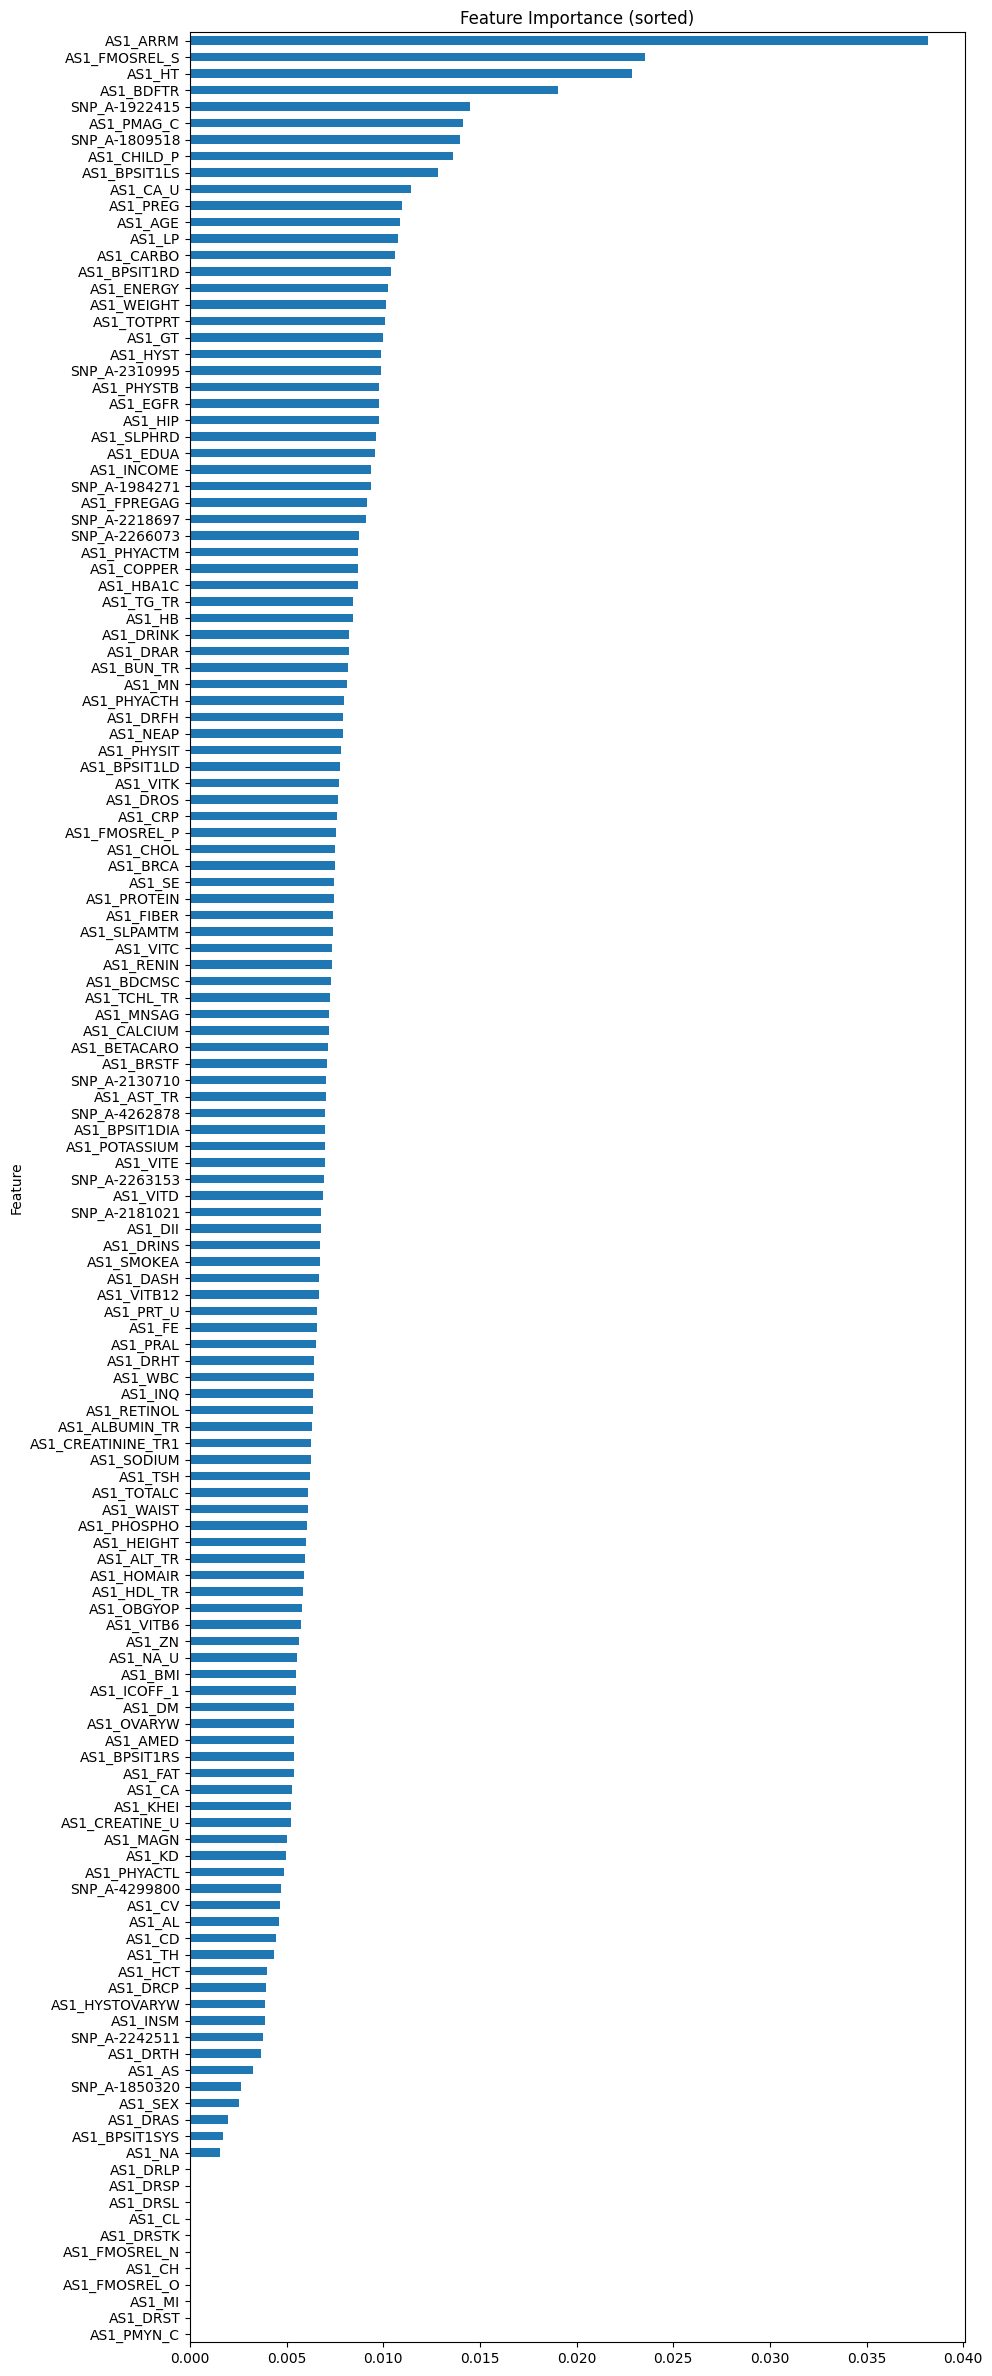 Feature Importance (sorted)
AS1_ARRM
AS1_FMOSREL_S
AS1_HT
AS1_BDFTR
SNP_A-1922415
AS1_PMAG_C
SNP_A-1809518
AS1_CHILD_P
AS1_BPSIT1LS
AS1_CA_U
AS1_PREG
AS1_AGE
AS1_LP
AS1_CARBO
AS1_BPSIT1RD
AS1_ENERGY
AS1_WEIGHT
AS1_TOTPRT
AS1_GT
AS1_HYST
SNP_A-2310995
AS1_PHYSTB
AS1_EGFR
AS1_HIP
AS1_SLPHRD
AS1_EDUA
AS1_INCOME
SNP_A-1984271
AS1_FPREGAG
SNP_A-2218697
SNP_A-2266073
AS1_PHYACTM
AS1_COPPER
AS1_HBA1C
AS1_TG_TR
AS1_HB
AS1_DRINK
AS1_DRAR
AS1_BUN_TR
AS1_MN
AS1_PHYACTH
AS1_DRFH
AS1_NEAP
AS1_PHYSIT
AS1_BPSIT1LD
AS1_VITK
AS1_DROS
AS1_CRP
AS1_FMOSREL_P
AS1_CHOL
AS1_BRCA
AS1_SE
AS1_PROTEIN
AS1_FIBER
AS1_SLPAMTM
AS1_VITC
AS1_RENIN
AS1_BDCMSC
AS1_TCHL_TR
AS1_MNSAG
AS1_CALCIUM
AS1_BETACARO
AS1_BRSTF
SNP_A-2130710
AS1_AST_TR
SNP_A-4262878
AS1_BPSIT1DIA
AS1_POTASSIUM
AS1_VITE
SNP_A-2263153
AS1_VITD
SNP_A-2181021
AS1_DII
AS1_DRINS
AS1_SMOKEA
AS1_DASH
AS1_VITB12
AS1_PRT_U
AS1_FE
AS1_PRAL
AS1_DRHT
AS1_WBC
AS1_INQ
AS1_RETINOL
AS1_ALBUMIN_TR
AS1_CREATININE_TR1
AS1_SODIUM
AS1_TSH
AS1_TOTALC
AS1_WAIST
AS1_PHOSPHO
AS1_HEIGHT
AS1_ALT_TR
AS1_HOMAIR
AS1_HDL_TR
AS1_OBGYOP
AS1_VITB6
AS1_ZN
AS1_NA_U
AS1_BMI
AS1_ICOFF_1
AS1_DM
AS1_OVARYW
AS1_AMED
AS1_BPSIT1RS
AS1_FAT
AS1_CA
AS1_KHEI
AS1_CREATINE_U
AS1_MAGN
AS1_KD
AS1_PHYACTL
SNP_A-4299800
AS1_CV
AS1_AL
AS1_CD
AS1_TH
AS1_HCT
AS1_DRCP
AS1_HYSTOVARYW
AS1_INSM
SNP_A-2242511
AS1_DRTH
AS1_AS
SNP_A-1850320
AS1_SEX
AS1_DRAS
AS1_BPSIT1SYS
AS1_NA
AS1_DRLP
AS1_DRSP
AS1_DRSL
AS1_CL
AS1_DRSTK
AS1_FMOSREL_N
AS1_CH
AS1_FMOSREL_O
AS1_MI
AS1_DRST
AS1_PMYN_C
Feature
0.000 0.005 0.010 0.015 0.020 0.025 0.030 0.035 0.040